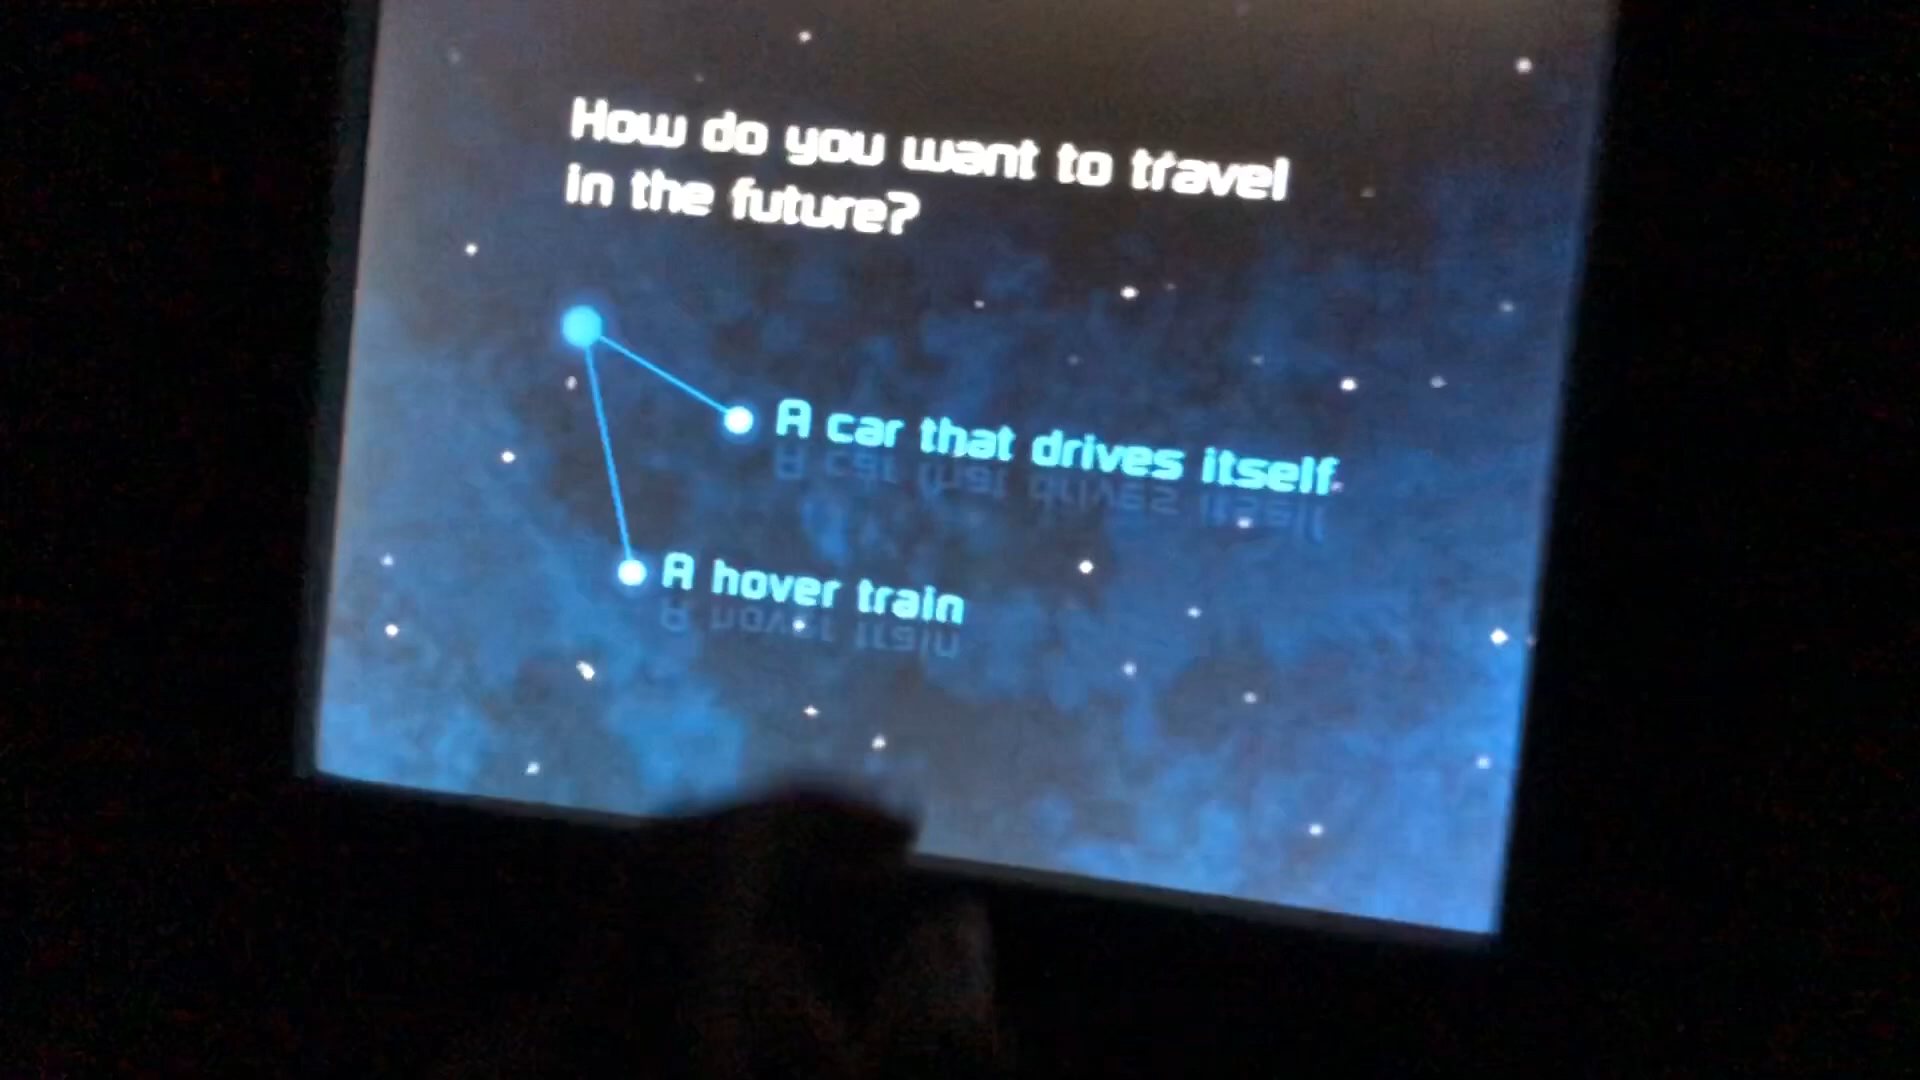 How do you want to travel
in the future?
A car that drives itself
A hover train